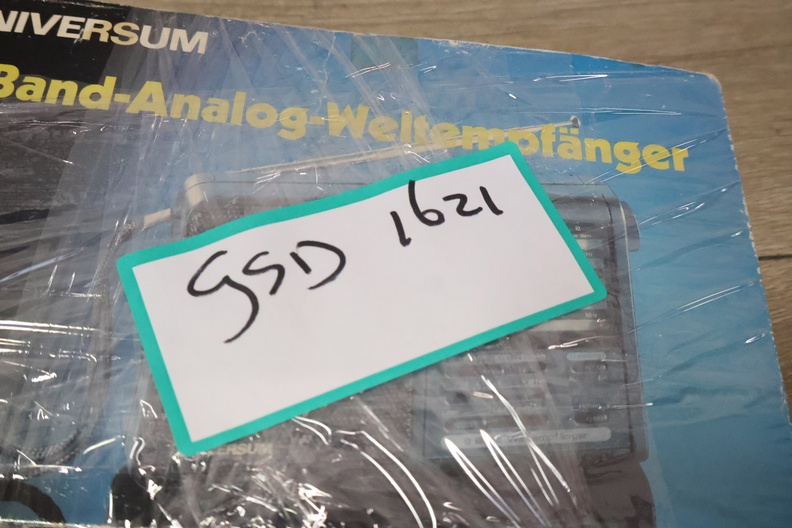 NIVERSUM
Band-Analog-Weltempfänger
GSD 1621